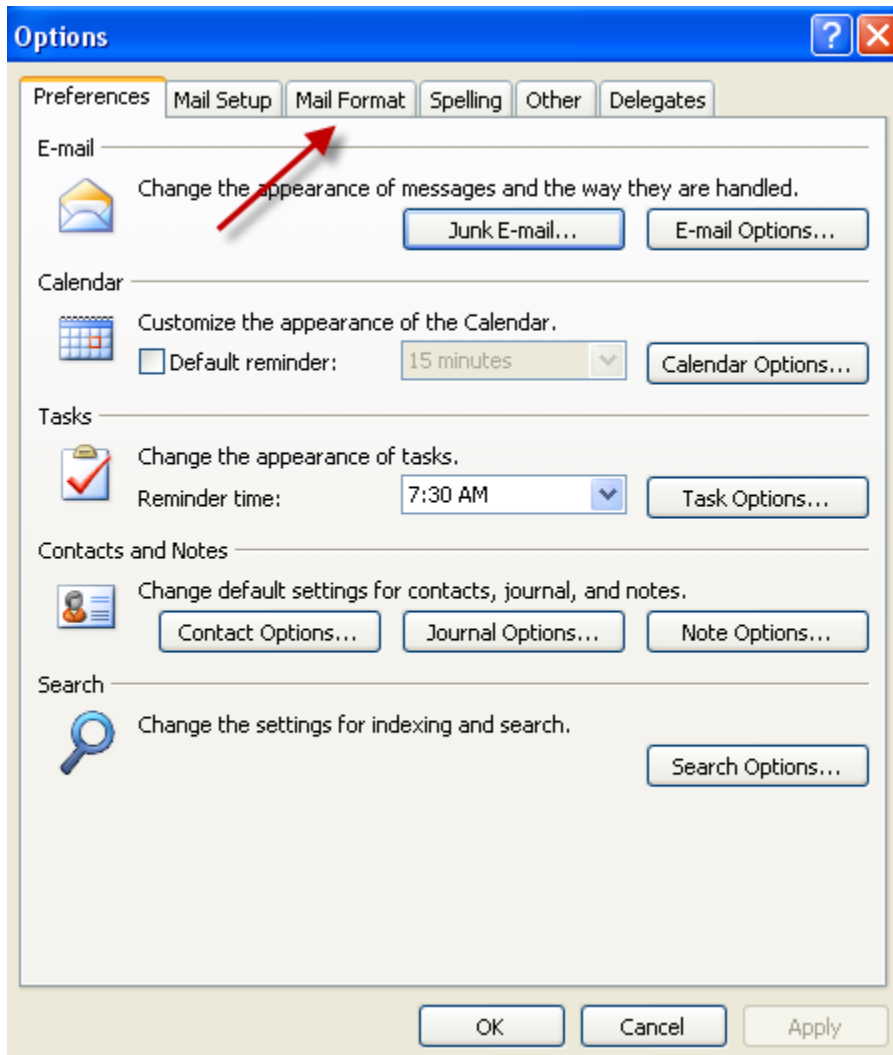 Options
Preferences Mail Setup Mail Format Spelling Other Delegates
E-mail
Change the appearance of messages and the way they are handled.
Junk E-mail... E-mail Options...
Calendar
Customize the appearance of the Calendar.
Default reminder: 15 minutes Calendar Options...
Tasks
Change the appearance of tasks.
Reminder time: 7:30 AM Task Options...
Contacts and Notes
Change default settings for contacts, journal, and notes.
Contact Options... Journal Options... Note Options...
Search
Change the settings for indexing and search.
Search Options...
OK Cancel Apply